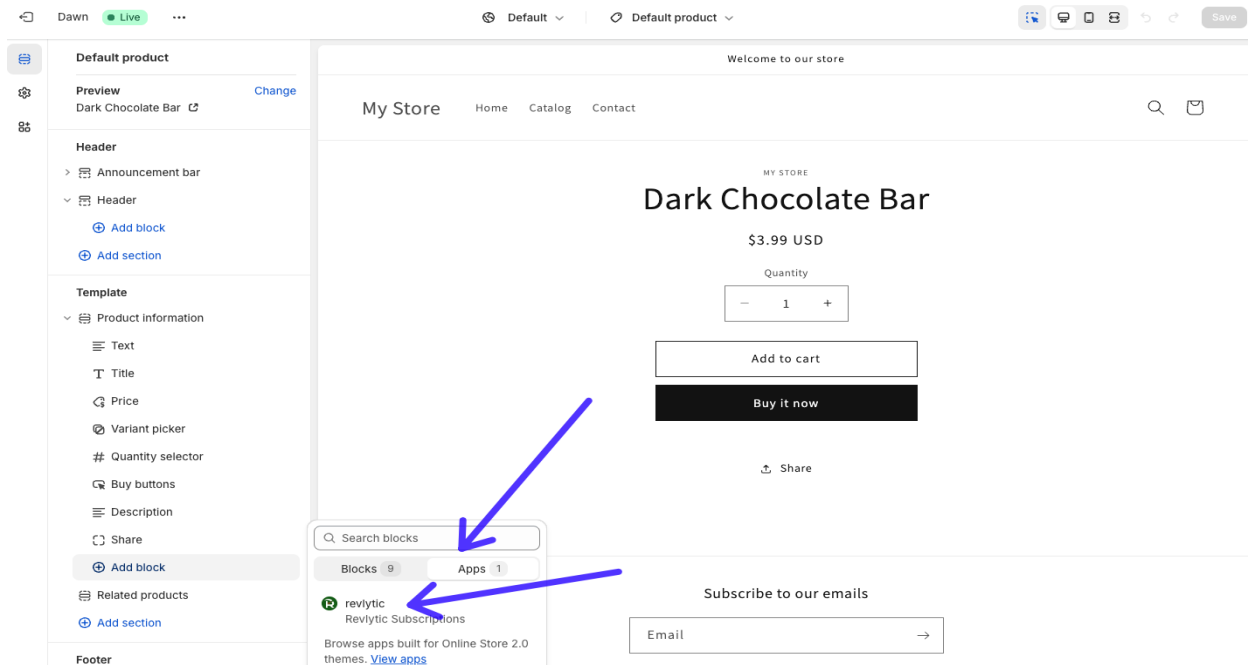 Dawn
Live
Default
Default product
Save
Default product
Preview
Change
Dark Chocolate Bar
Header
Announcement bar
Header
Add block
Add section
Template
Product information
Text
Title
Price
Variant picker
Quantity selector
Buy buttons
Description
Share
Add block
Related products
Add section
Footer
Welcome to our store
My Store
Home
Catalog
Contact
MY STORE
Dark Chocolate Bar
$3.99 USD
Quantity
− 1 +
Add to cart
Buy it now
Share
Search blocks
Blocks 9
Apps 1
revlytic
Revlytic Subscriptions
Browse apps built for Online Store 2.0
themes. View apps
Subscribe to our emails
Email